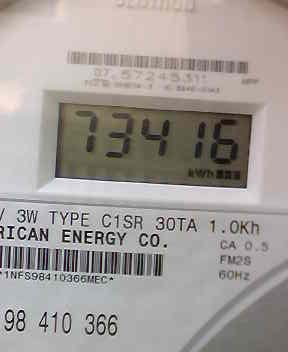 07.57245311
73416
kWh
V 3W TYPE C1SR 30TA 1.0Kh
RICAN ENERGY CO.
CA 0.5
FM2S
60Hz
*1NFS98410366MEC*
98 410 366